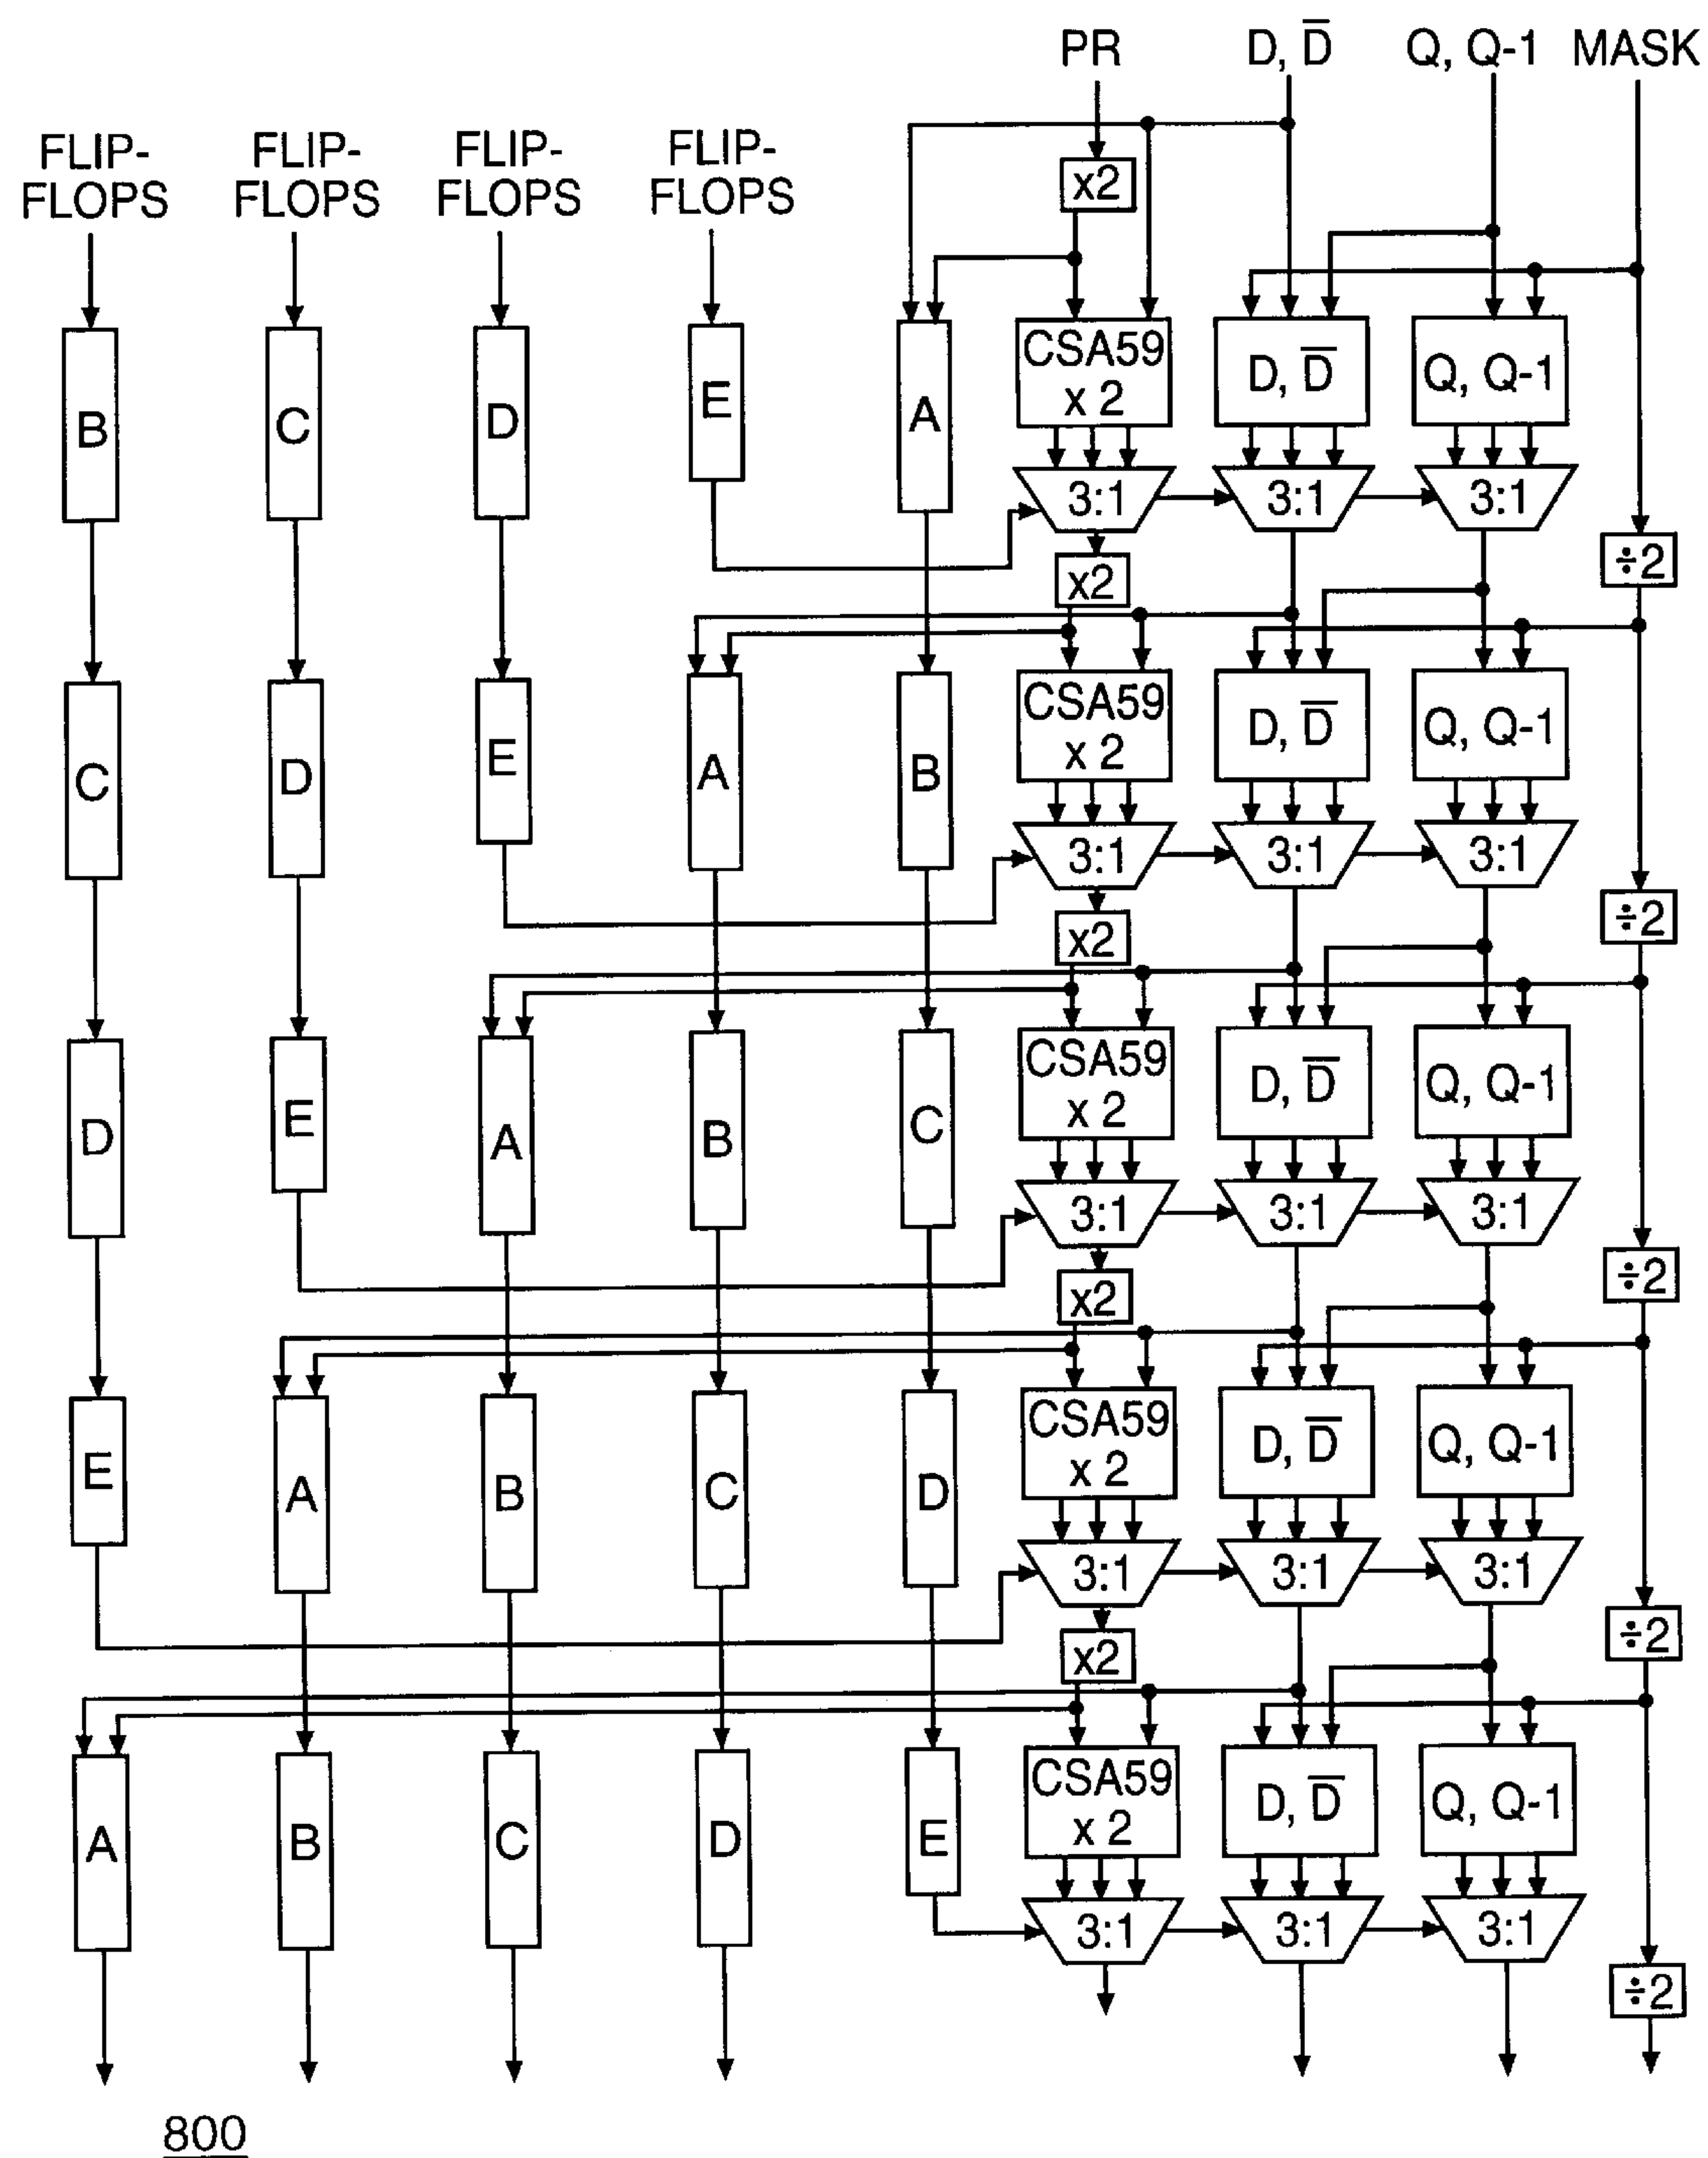 PR D, D̅ Q, Q-1 MASK
FLIP-
FLOPS
FLIP-
FLOPS
FLIP-
FLOPS
FLIP-
FLOPS
x2
B
C
D
E
A
CSA59
x 2
D, D̅
Q, Q-1
3:1
3:1
3:1
÷2
x2
C
D
E
A
B
CSA59
x 2
D, D̅
Q, Q-1
3:1
3:1
3:1
÷2
x2
D
E
A
B
C
CSA59
x 2
D, D̅
Q, Q-1
3:1
3:1
3:1
÷2
x2
E
A
B
C
D
CSA59
x 2
D, D̅
Q, Q-1
3:1
3:1
3:1
÷2
x2
A
B
C
D
E
CSA59
x 2
D, D̅
Q, Q-1
3:1
3:1
3:1
÷2
800